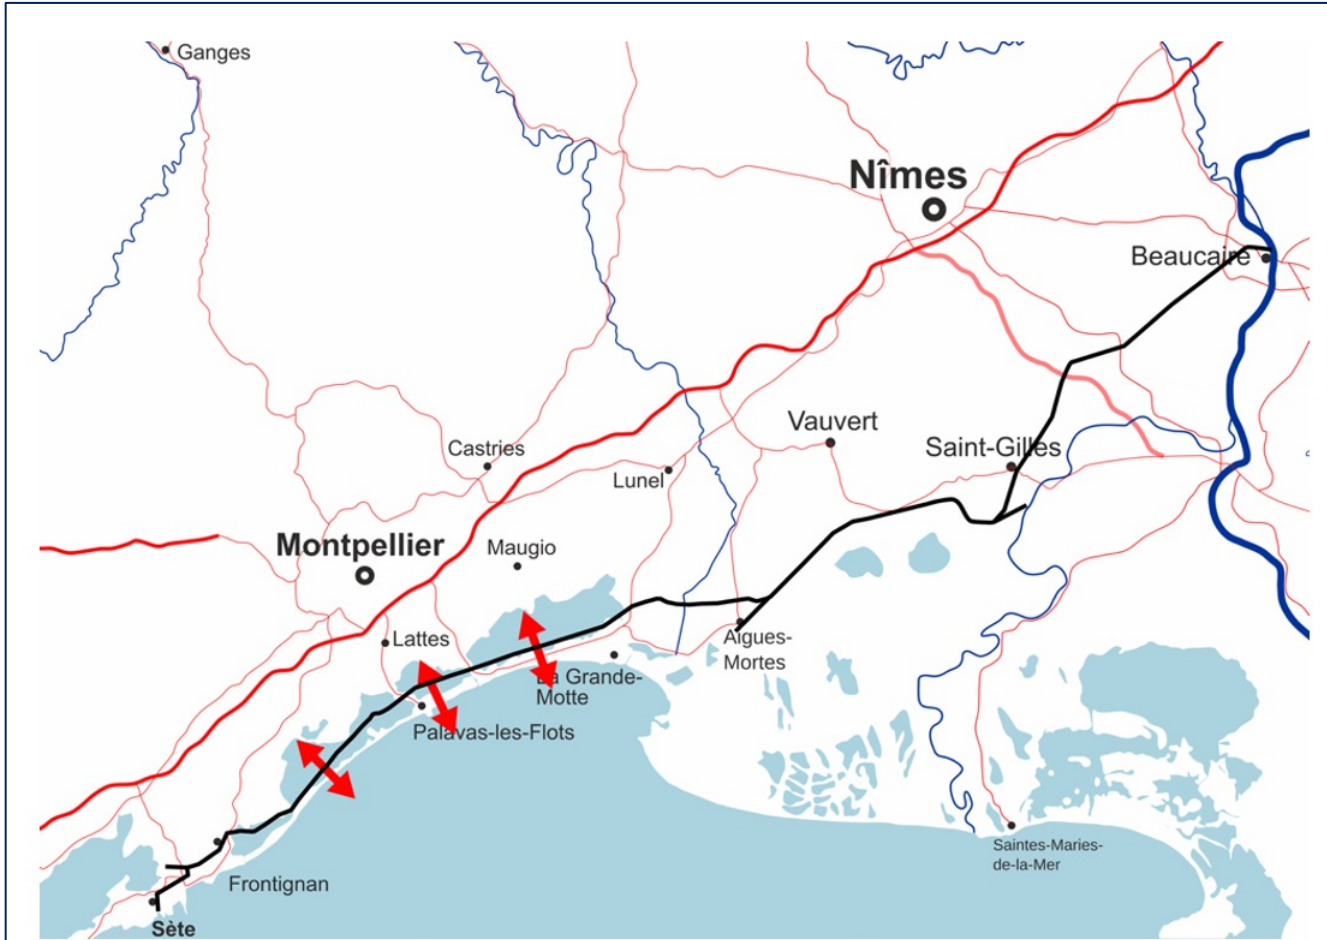 Ganges
Nîmes
Beaucaire
Vauvert
Castries
Saint-Gilles
Lunel
Montpellier
Maugio
Lattes
Aigues-
Mortes
La Grande-
Motte
Palavas-les-Flots
Saintes-Maries-
de-la-Mer
Frontignan
Sète